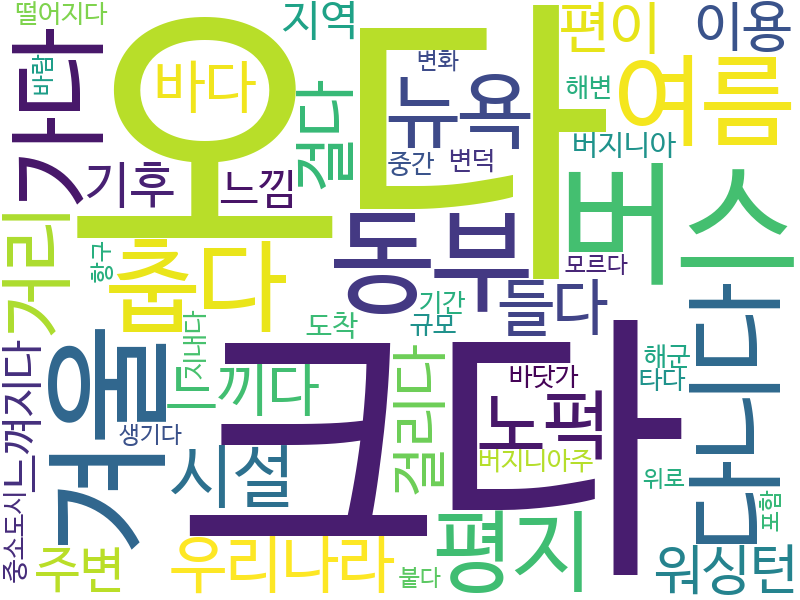 떨어지다
지역
편이
이용
바람
바다
변화
해변
여름
가다
오다
걷다
뉴욕
버지니아
기후
느낌
중간
변덕
버스
거리
항구
춥다
동부
모르다
들다
기간
규모
도착
지내다
크다
다니다
느껴지다
겨울
느끼다
걸리다
바닷가
해군
타다
노퍽
생기다
시설
버지니아주
위로
포함
중소도시
주변
우리나라
붙다
평지
워싱턴